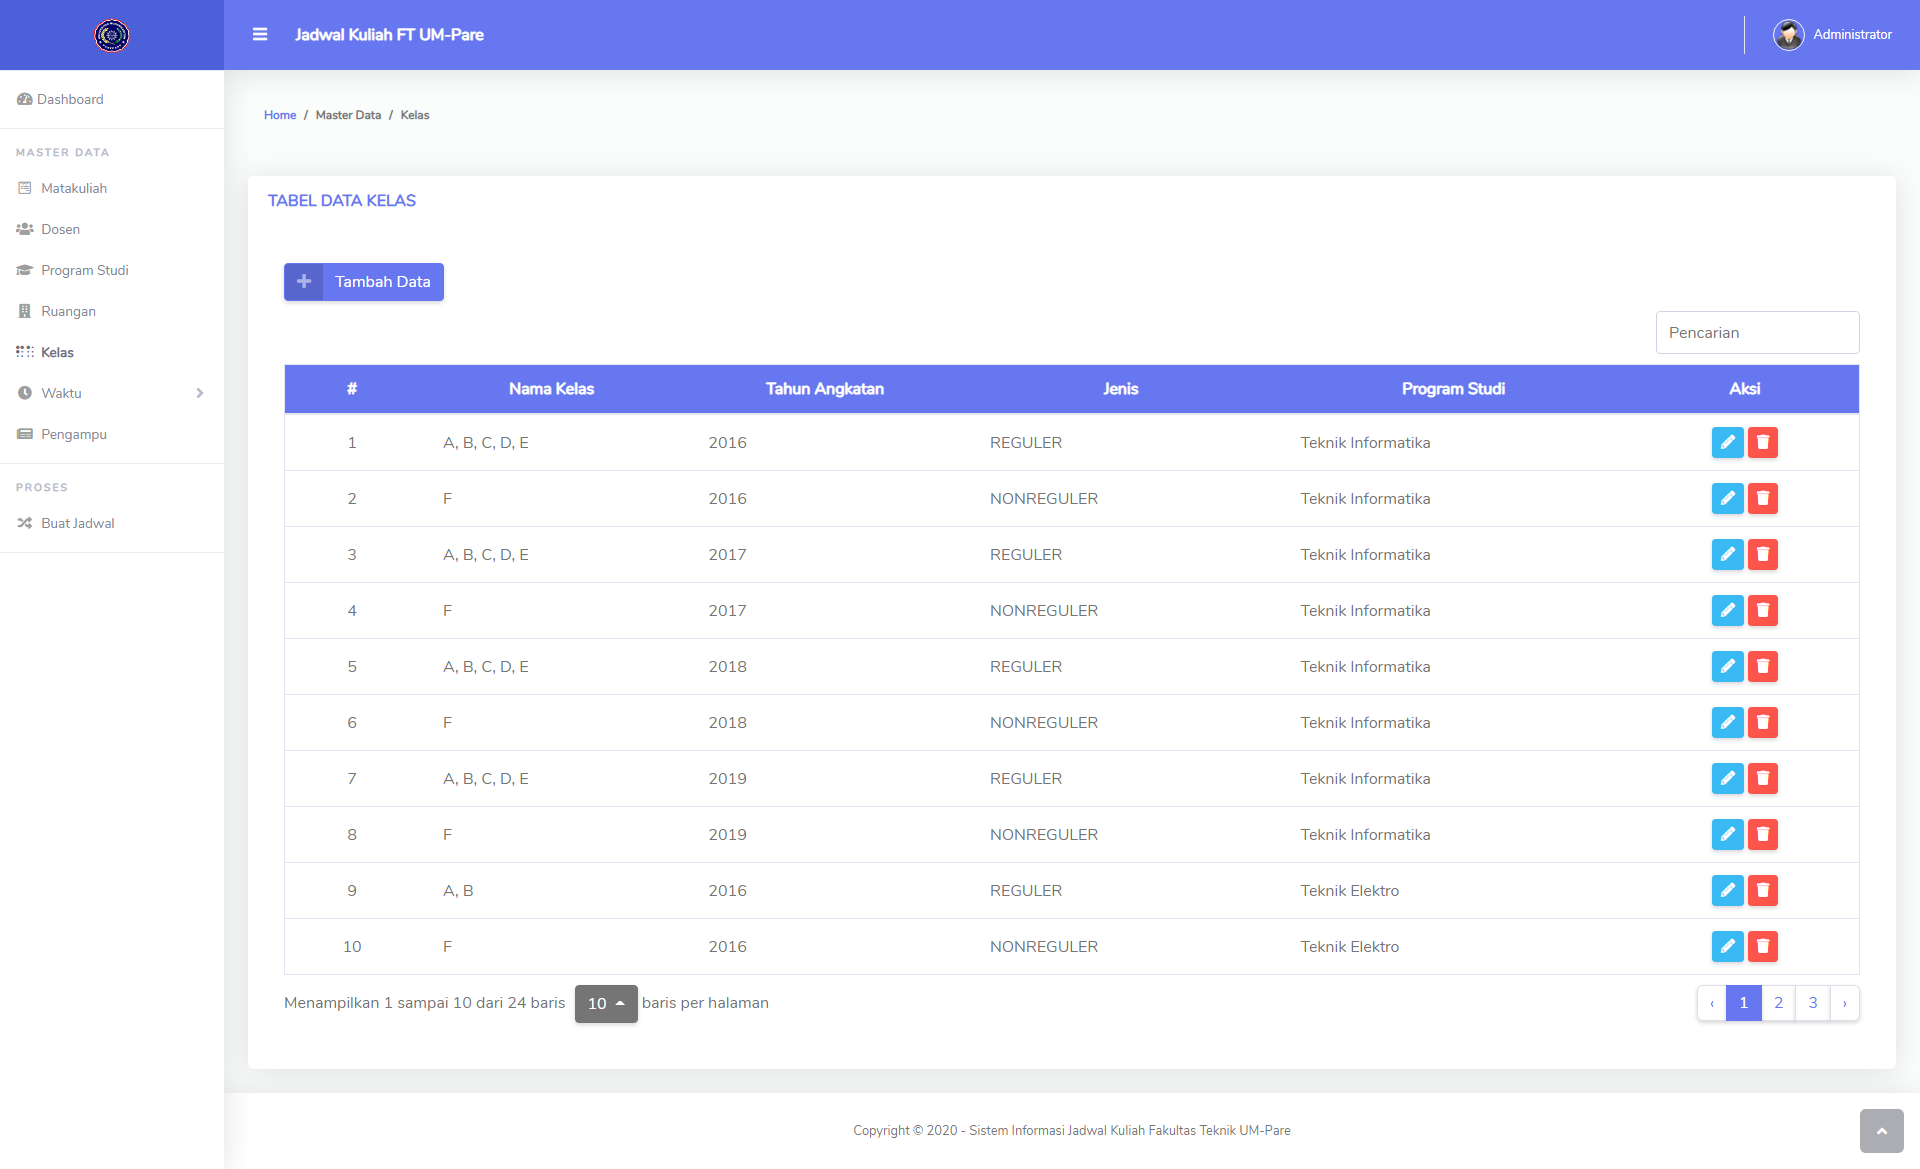 Jadwal Kuliah FT UM-Pare
Administrator
Dashboard
MASTER DATA
Matakuliah
Dosen
Program Studi
Ruangan
Kelas
Waktu
Pengampu
PROSES
Buat Jadwal
Home / Master Data / Kelas
TABEL DATA KELAS
Tambah Data
Pencarian
# Nama Kelas Tahun Angkatan Jenis Program Studi Aksi
1 A, B, C, D, E 2016 REGULER Teknik Informatika
2 F 2016 NONREGULER Teknik Informatika
3 A, B, C, D, E 2017 REGULER Teknik Informatika
4 F 2017 NONREGULER Teknik Informatika
5 A, B, C, D, E 2018 REGULER Teknik Informatika
6 F 2018 NONREGULER Teknik Informatika
7 A, B, C, D, E 2019 REGULER Teknik Informatika
8 F 2019 NONREGULER Teknik Informatika
9 A, B 2016 REGULER Teknik Elektro
10 F 2016 NONREGULER Teknik Elektro
Menampilkan 1 sampai 10 dari 24 baris 10 baris per halaman ‹ 1 2 3 ›
Copyright © 2020 - Sistem Informasi Jadwal Kuliah Fakultas Teknik UM-Pare